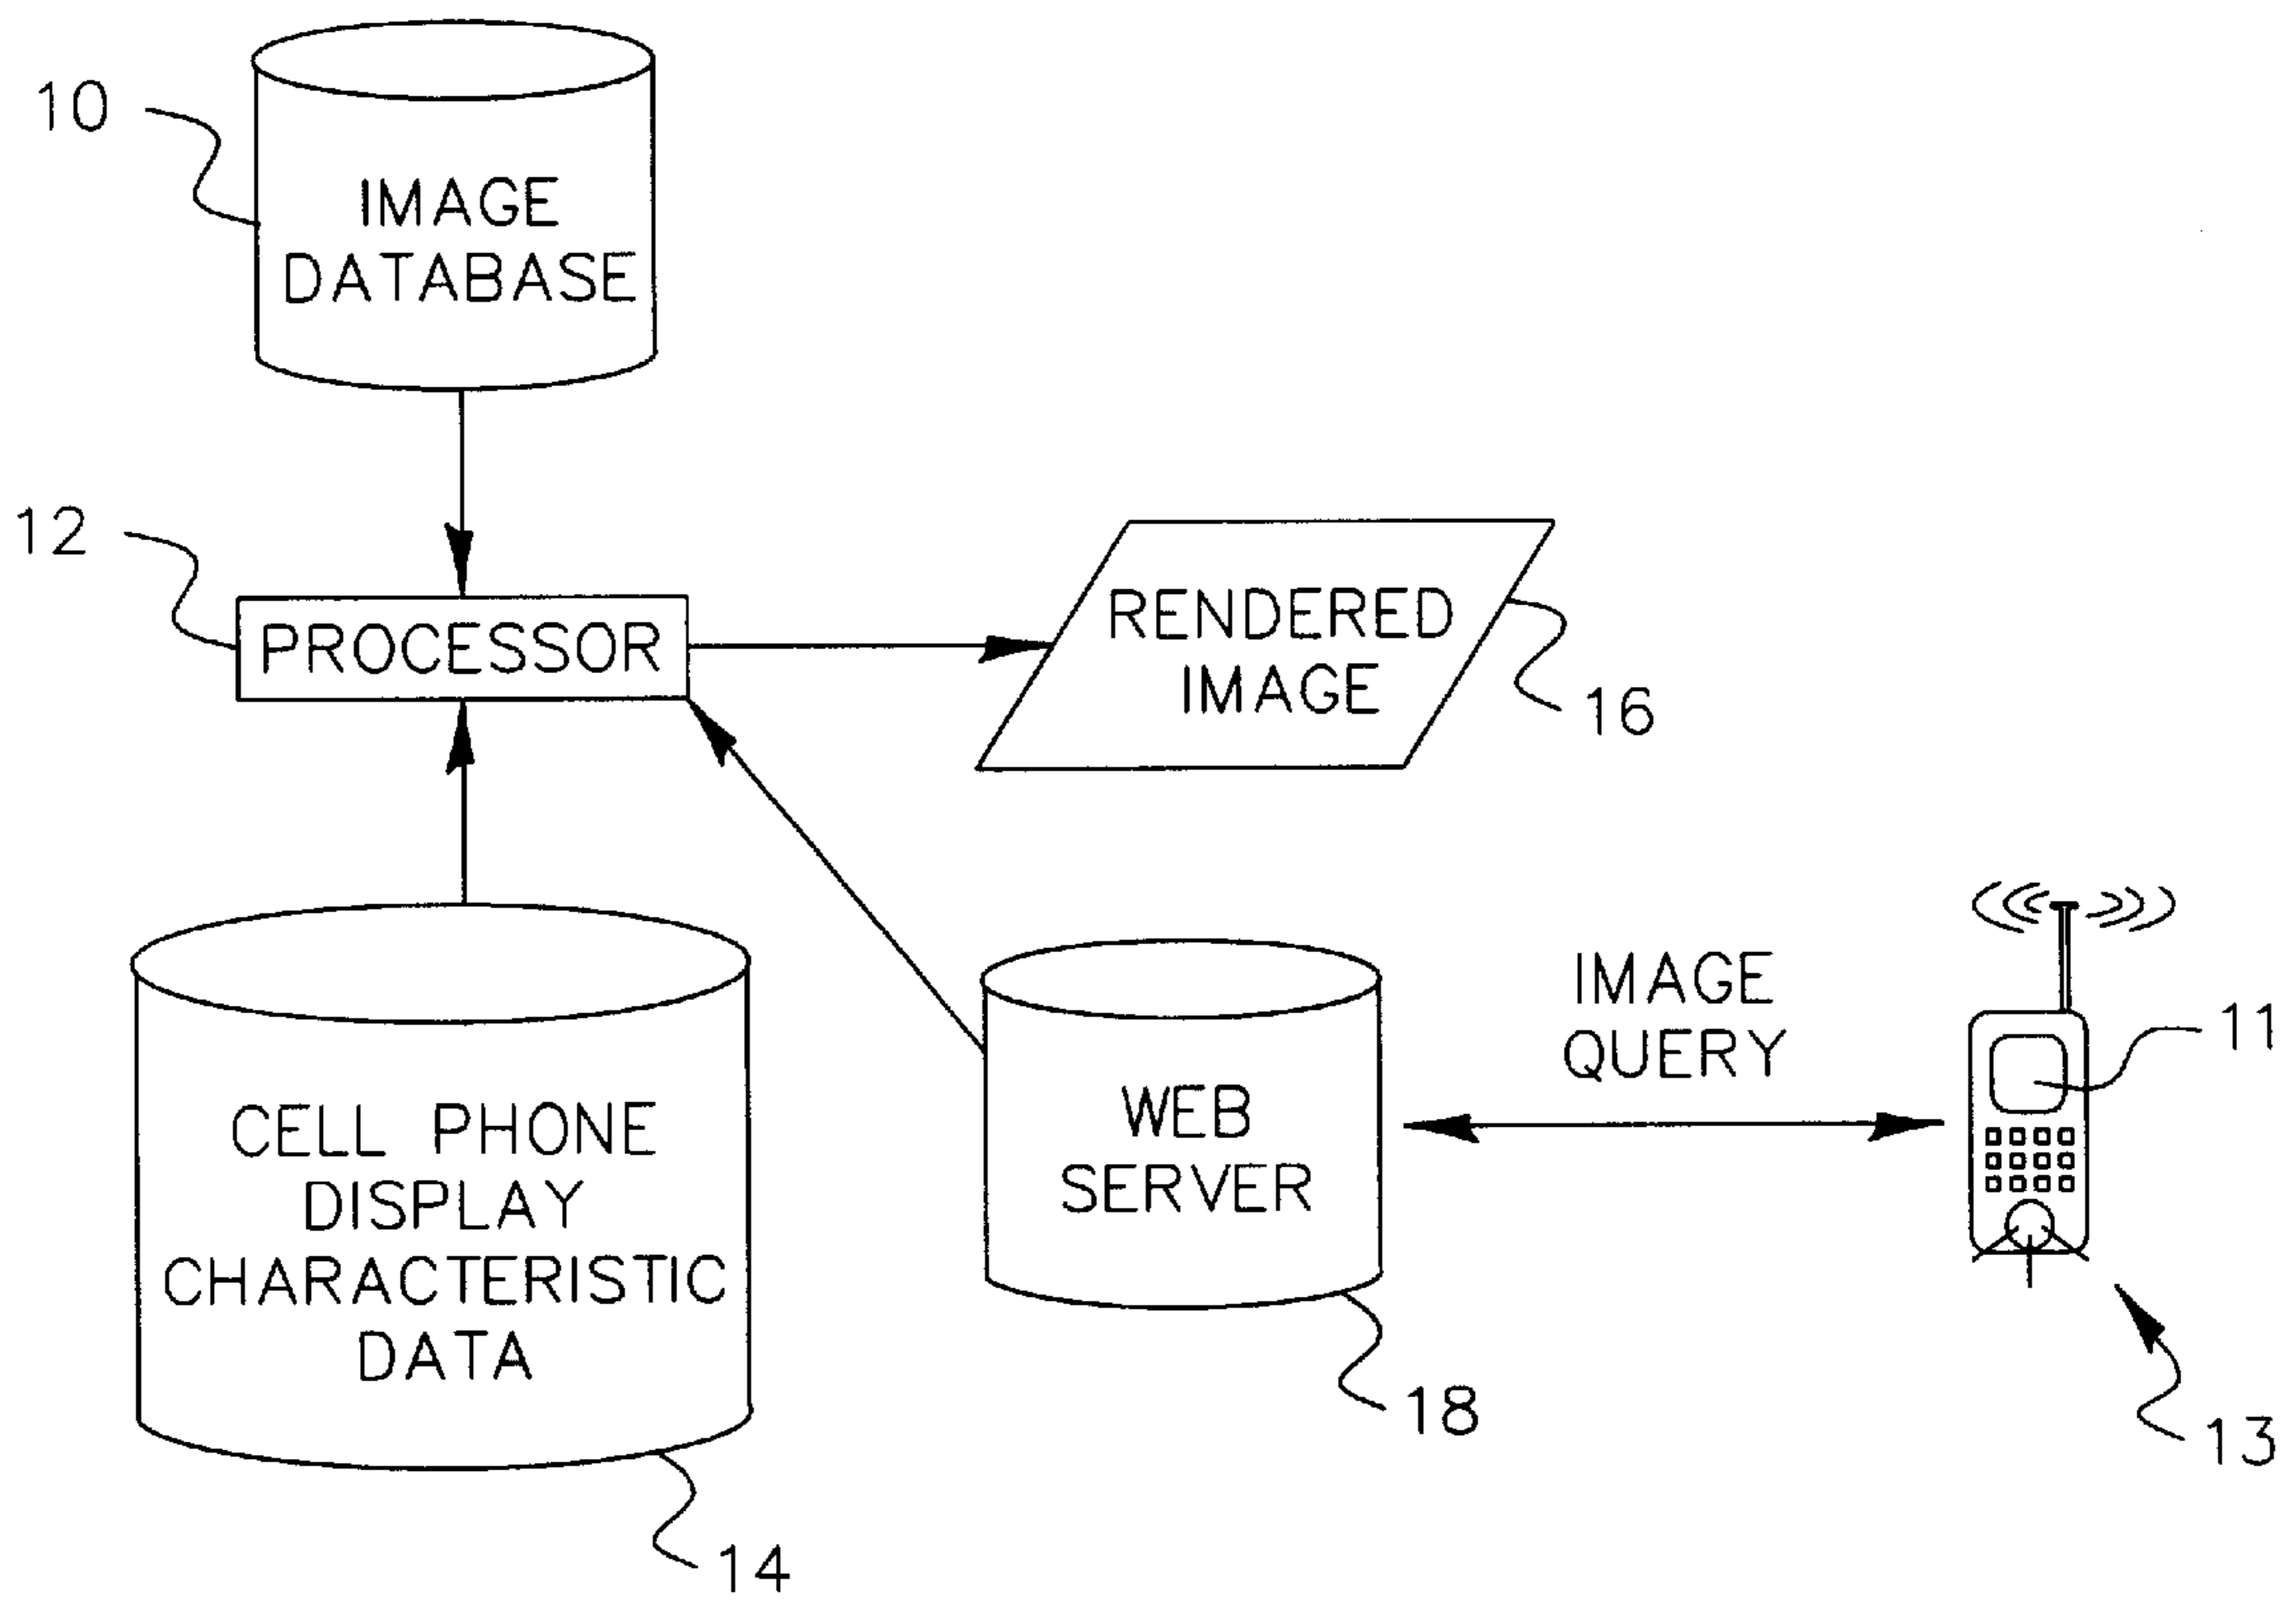 10
IMAGE
DATABASE
12
PROCESSOR
RENDERED
IMAGE
16
CELL PHONE
DISPLAY
CHARACTERISTIC
DATA
14
WEB
SERVER
18
IMAGE
QUERY
11
13